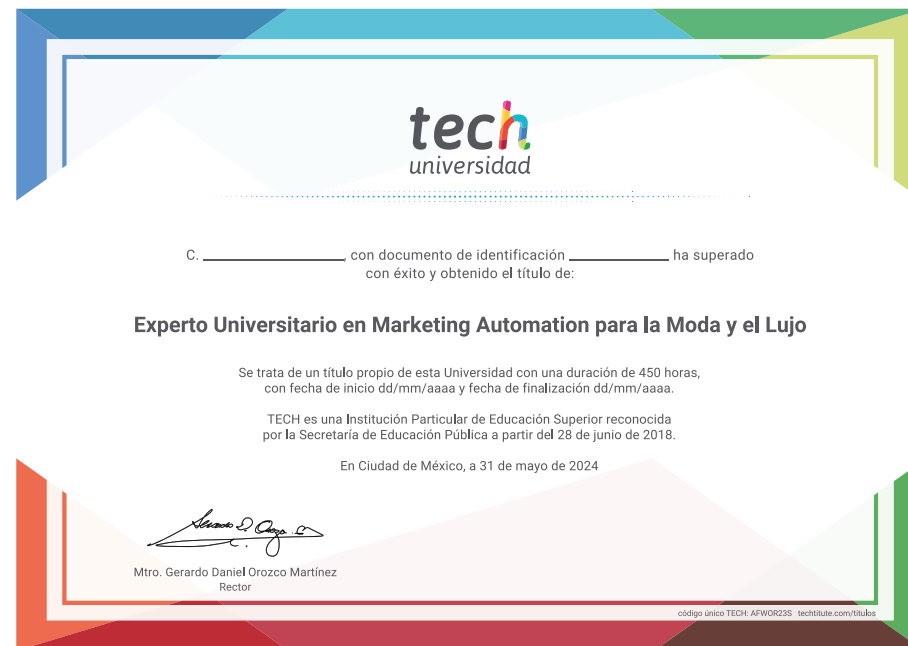 tech
universidad
C. ____________, con documento de identificación ____________ ha superado
con éxito y obtenido el título de:
Experto Universitario en Marketing Automation para la Moda y el Lujo
Se trata de un título propio de esta Universidad con una duración de 450 horas,
con fecha de inicio dd/mm/aaaa y fecha de finalización dd/mm/aaaa.
TECH es una Institución Particular de Educación Superior reconocida
por la Secretaría de Educación Pública a partir del 28 de junio de 2018.
En Ciudad de México, a 31 de mayo de 2024
Mtro. Gerardo Daniel Orozco Martínez
Rector
código único TECH: AFWOR23S techtitute.com/titulos